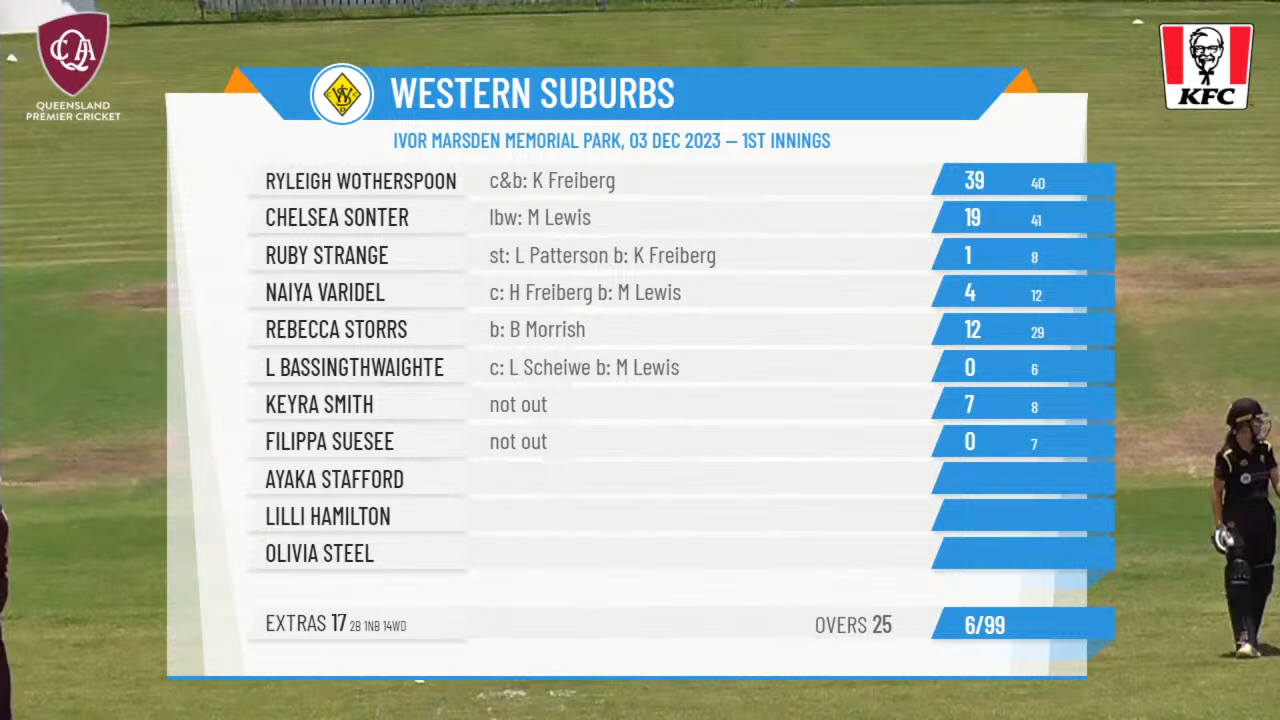 QUEENSLAND
PREMIER CRICKET
KFC
WESTERN SUBURBS
IVOR MARSDEN MEMORIAL PARK, 03 DEC 2023 – 1ST INNINGS
RYLEIGH WOTHERSPOON c&b: K Freiberg 39 40
CHELSEA SONTER lbw: M Lewis 19 41
RUBY STRANGE st: L Patterson b: K Freiberg 1 8
NAIYA VARIDEL c: H Freiberg b: M Lewis 4 12
REBECCA STORRS b: B Morrish 12 29
L BASSINGTHWAIGHTE c: L Scheiwe b: M Lewis 0 6
KEYRA SMITH not out 7 8
FILIPPA SUESEE not out 0 7
AYAKA STAFFORD
LILLI HAMILTON
OLIVIA STEEL
EXTRAS 17 2B 1NB 14WD OVERS 25 6/99